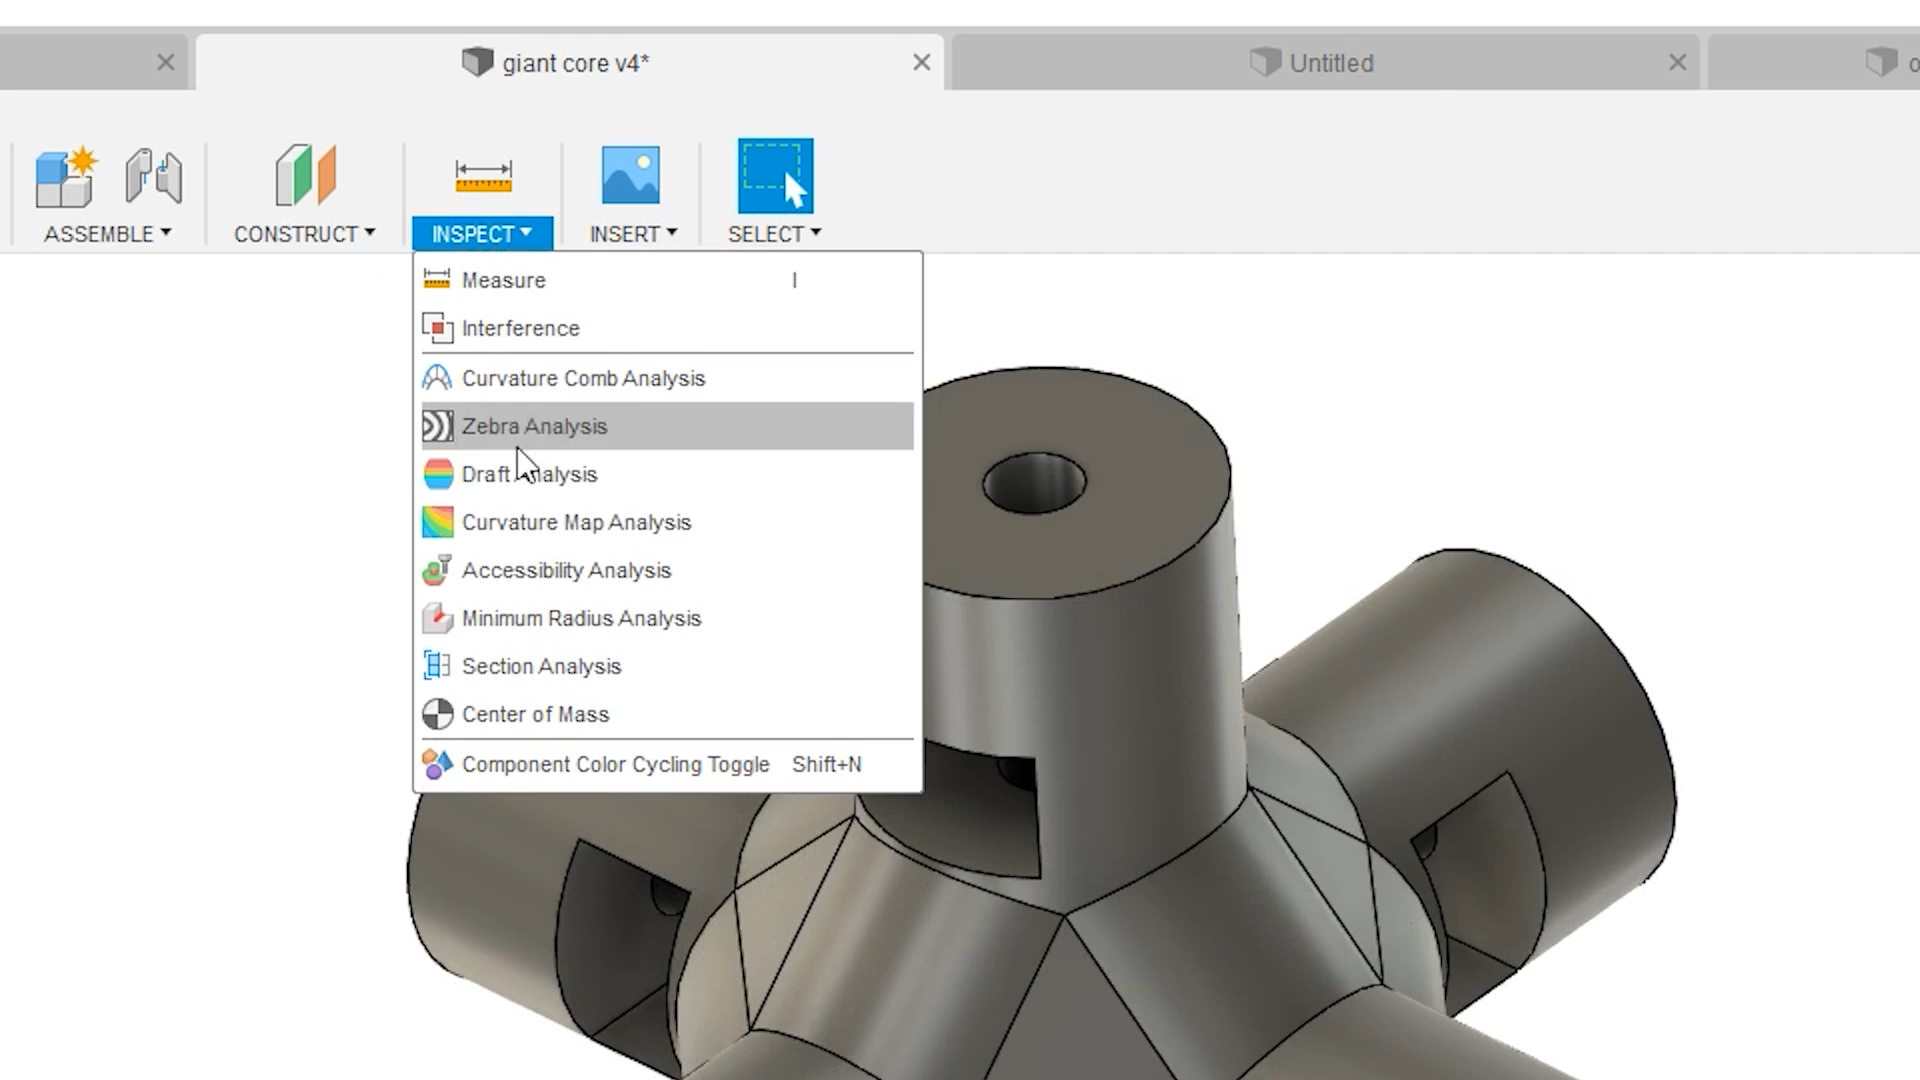 giant core v4*
Untitled
ASSEMBLE
CONSTRUCT
INSPECT
INSERT
SELECT
Measure I
Interference
Curvature Comb Analysis
Zebra Analysis
Draft Analysis
Curvature Map Analysis
Accessibility Analysis
Minimum Radius Analysis
Section Analysis
Center of Mass
Component Color Cycling Toggle Shift+N